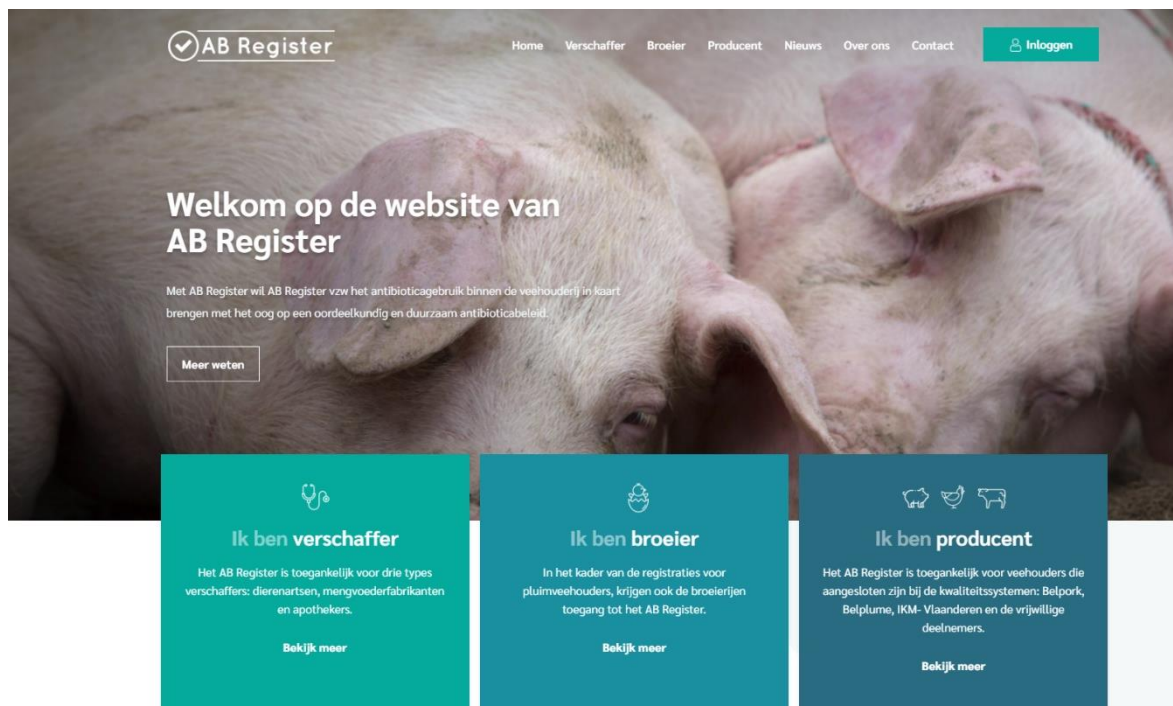 AB Register
Home Verschaffer Broeier Producent Nieuws Over ons Contact Inloggen
Welkom op de website van
AB Register
Met AB Register wil AB Register vzw het antibioticagebruik binnen de veehouderij in kaart
brengen met het oog op een oordeelkundig en duurzaam antibioticabeleid.
Meer weten
Ik ben verschaffer
Het AB Register is toegankelijk voor drie types
verschaffers: dierenartsen, mengvoederfabrikanten
en apothekers.
Bekijk meer
Ik ben broeier
In het kader van de registraties voor
pluimveehouders, krijgen ook de broeierijen
toegang tot het AB Register.
Bekijk meer
Ik ben producent
Het AB Register is toegankelijk voor veehouders die
aangesloten zijn bij de kwaliteitssystemen: Belpork,
Belplume, IKM- Vlaanderen en de vrijwillige
deelnemers.
Bekijk meer